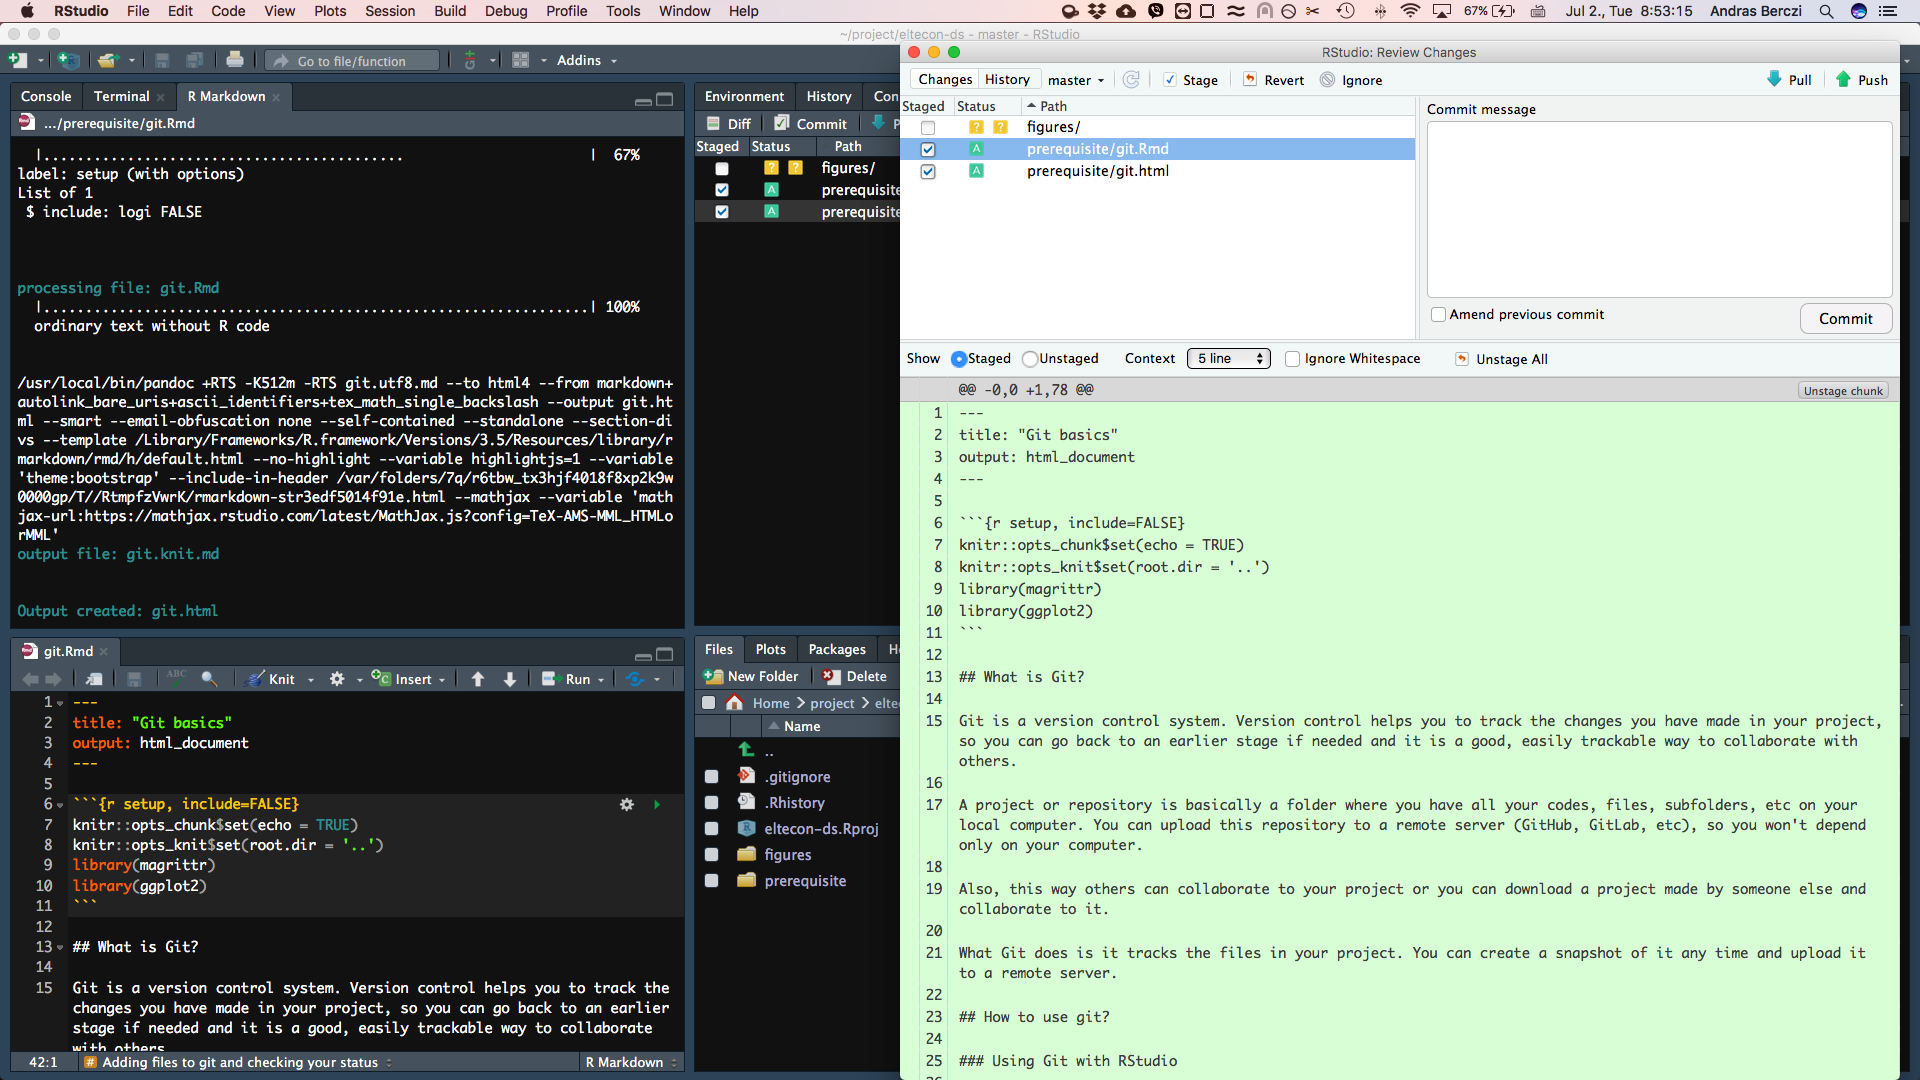 RStudio File Edit Code View Plots Session Build Debug Profile Tools Window Help
67% Jul 2., Tue 8:53:15 Andras Berczi
~/project/eltecon-ds - master - RStudio
Go to file/function
Addins
Console Terminal R Markdown
.../prerequisite/git.Rmd
|........................................... | 67%
label: setup (with options)
List of 1
$ include: logi FALSE
processing file: git.Rmd
|.................................................................| 100%
ordinary text without R code
/usr/local/bin/pandoc +RTS -K512m -RTS git.utf8.md --to html4 --from markdown+
autolink_bare_uris+ascii_identifiers+tex_math_single_backslash --output git.ht
ml --smart --email-obfuscation none --self-contained --standalone --section-di
vs --template /Library/Frameworks/R.framework/Versions/3.5/Resources/library/r
markdown/rmd/h/default.html --no-highlight --variable highlightjs=1 --variable
'theme:bootstrap' --include-in-header /var/folders/7q/r6tbw_tx3hjf4018f8xp2k9w
0000gp/T//RtmpfzVwrK/rmarkdown-str3edf5014f91e.html --mathjax --variable 'math
jax-url:https://mathjax.rstudio.com/latest/MathJax.js?config=TeX-AMS-MML_HTMLo
rMML'
output file: git.knit.md
Output created: git.html
git.Rmd
ABC
Knit Insert Run
1 ---
2 title: "Git basics"
3 output: html_document
4 ---
5
6 ```{r setup, include=FALSE}
7 knitr::opts_chunk$set(echo = TRUE)
8 knitr::opts_knit$set(root.dir = '..')
9 library(magrittr)
10 library(ggplot2)
11 ```
12
13 ## What is Git?
14
15 Git is a version control system. Version control helps you to track the
changes you have made in your project, so you can go back to an earlier
stage if needed and it is a good, easily trackable way to collaborate
with others
42:1 # Adding files to git and checking your status R Markdown
Environment History Con
Diff Commit P
Staged Status Path
? ? figures/
A prerequisite
A prerequisite
Files Plots Packages H
New Folder Delete
Home project elte
Name
..
.gitignore
.Rhistory
eltecon-ds.Rproj
figures
prerequisite
RStudio: Review Changes
Changes History master Stage Revert Ignore Pull Push
Staged Status Path
? ? figures/
A prerequisite/git.Rmd
A prerequisite/git.html
Commit message
Amend previous commit
Commit
Show Staged Unstaged Context 5 line Ignore Whitespace Unstage All
@@ -0,0 +1,78 @@ Unstage chunk
1 ---
2 title: "Git basics"
3 output: html_document
4 ---
5
6 ```{r setup, include=FALSE}
7 knitr::opts_chunk$set(echo = TRUE)
8 knitr::opts_knit$set(root.dir = '..')
9 library(magrittr)
10 library(ggplot2)
11 ```
12
13 ## What is Git?
14
15 Git is a version control system. Version control helps you to track the changes you have made in your project,
so you can go back to an earlier stage if needed and it is a good, easily trackable way to collaborate with
others.
16
17 A project or repository is basically a folder where you have all your codes, files, subfolders, etc on your
local computer. You can upload this repository to a remote server (GitHub, GitLab, etc), so you won't depend
only on your computer.
18
19 Also, this way others can collaborate to your project or you can download a project made by someone else and
collaborate to it.
20
21 What Git does is it tracks the files in your project. You can create a snapshot of it any time and upload it
to a remote server.
22
23 ## How to use git?
24
25 ### Using Git with RStudio